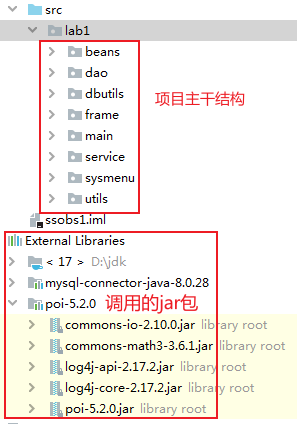 src
lab1
beans
dao
dbutils
frame
main
service
sysmenu
utils
项目主干结构
ssobs1.iml
External Libraries
< 17 > D:\jdk
mysql-connector-java-8.0.28
poi-5.2.0 调用的jar包
commons-io-2.10.0.jar library root
commons-math3-3.6.1.jar library root
log4j-api-2.17.2.jar library root
log4j-core-2.17.2.jar library root
poi-5.2.0.jar library root